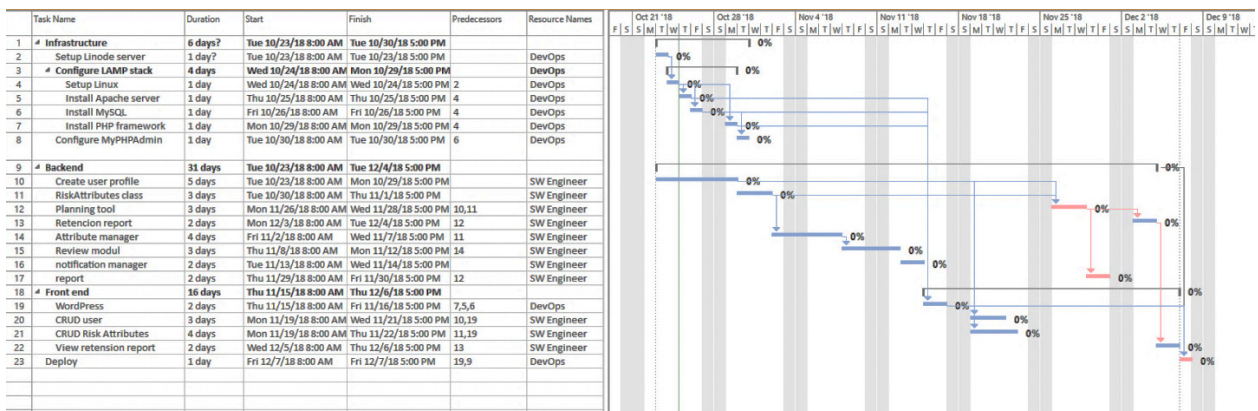 Task Name Duration Start Finish Predecessors Resource Names
Oct 21 '18 Oct 28 '18 Nov 4 '18 Nov 11 '18 Nov 18 '18 Nov 25 '18 Dec 2 '18 Dec 9 '18
F S S M T W T F S S M T W T F S S M T W T F S S M T W T F S S M T W T F S S M T W T F S S M T W T F S S M T W
1 Infrastructure 6 days? Tue 10/23/18 8:00 AM Tue 10/30/18 5:00 PM 0%
2 Setup Linode server 1 day? Tue 10/23/18 8:00 AM Tue 10/23/18 5:00 PM DevOps 0%
3 Configure LAMP stack 4 days Wed 10/24/18 8:00 AM Mon 10/29/18 5:00 PM 0%
4 Setup Linux 1 day Wed 10/24/18 8:00 AM Wed 10/24/18 5:00 PM 2 DevOps 0%
5 Install Apache server 1 day Thu 10/25/18 8:00 AM Thu 10/25/18 5:00 PM 4 DevOps 0%
6 Install MySQL 1 day Fri 10/26/18 8:00 AM Fri 10/26/18 5:00 PM 4 DevOps 0%
7 Install PHP framework 1 day Mon 10/29/18 8:00 AM Mon 10/29/18 5:00 PM 4 DevOps 0%
8 Configure MyPHPAdmin 1 day Tue 10/30/18 8:00 AM Tue 10/30/18 5:00 PM 6 DevOps 0%
9 Backend 31 days Tue 10/23/18 8:00 AM Tue 12/4/18 5:00 PM 0%
10 Create user profile 5 days Tue 10/23/18 8:00 AM Mon 10/29/18 5:00 PM SW Engineer 0%
11 RiskAttributes class 3 days Tue 10/30/18 8:00 AM Thu 11/1/18 5:00 PM SW Engineer 0%
12 Planning tool 3 days Mon 11/26/18 8:00 AM Wed 11/28/18 5:00 PM 10,11 SW Engineer 0%
13 Retencion report 2 days Mon 12/3/18 8:00 AM Tue 12/4/18 5:00 PM 12 SW Engineer 0%
14 Attribute manager 4 days Fri 11/2/18 8:00 AM Wed 11/7/18 5:00 PM 11 SW Engineer 0%
15 Review modul 3 days Thu 11/8/18 8:00 AM Mon 11/12/18 5:00 PM 14 SW Engineer 0%
16 notification manager 2 days Tue 11/13/18 8:00 AM Wed 11/14/18 5:00 PM SW Engineer 0%
17 report 2 days Thu 11/29/18 8:00 AM Fri 11/30/18 5:00 PM 12 SW Engineer 0%
18 Front end 16 days Thu 11/15/18 8:00 AM Thu 12/6/18 5:00 PM 0%
19 WordPress 2 days Thu 11/15/18 8:00 AM Fri 11/16/18 5:00 PM 7,5,6 DevOps 0%
20 CRUD user 3 days Mon 11/19/18 8:00 AM Wed 11/21/18 5:00 PM 10,19 SW Engineer 0%
21 CRUD Risk Attributes 4 days Mon 11/19/18 8:00 AM Thu 11/22/18 5:00 PM 11,19 SW Engineer 0%
22 View retension report 2 days Wed 12/5/18 8:00 AM Thu 12/6/18 5:00 PM 13 SW Engineer 0%
23 Deploy 1 day Fri 12/7/18 8:00 AM Fri 12/7/18 5:00 PM 19,9 DevOps 0%